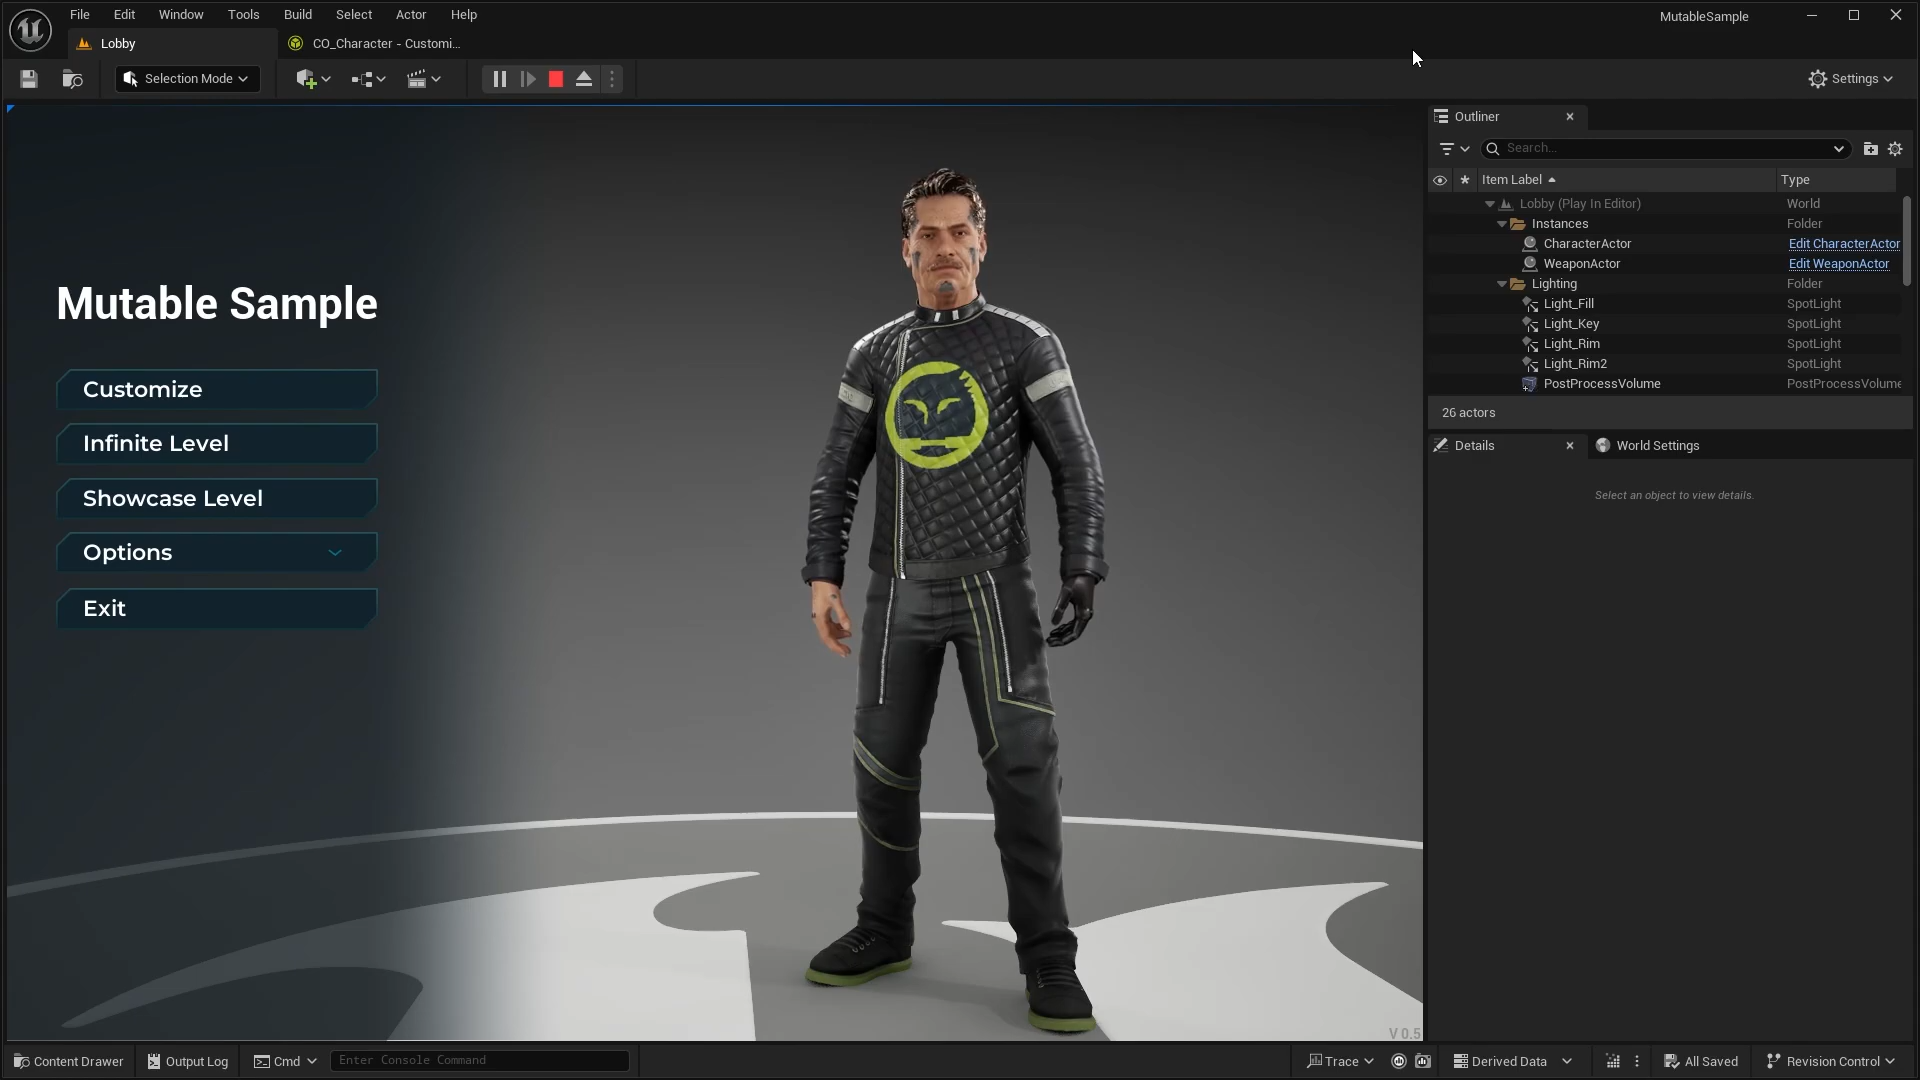 File Edit Window Tools Build Select Actor Help
MutableSample
Lobby
CO_Character - Customi...
Selection Mode
Settings
Outliner
Search...
Item Label Type
Lobby (Play In Editor) World
Instances Folder
CharacterActor Edit CharacterActor
WeaponActor Edit WeaponActor
Lighting Folder
Light_Fill SpotLight
Light_Key SpotLight
Light_Rim SpotLight
Light_Rim2 SpotLight
PostProcessVolume PostProcessVolume
26 actors
Details
World Settings
Select an object to view details.
Mutable Sample
Customize
Infinite Level
Showcase Level
Options
Exit
V 0.5
Content Drawer
Output Log
Cmd
Enter Console Command
Trace
Derived Data
All Saved
Revision Control